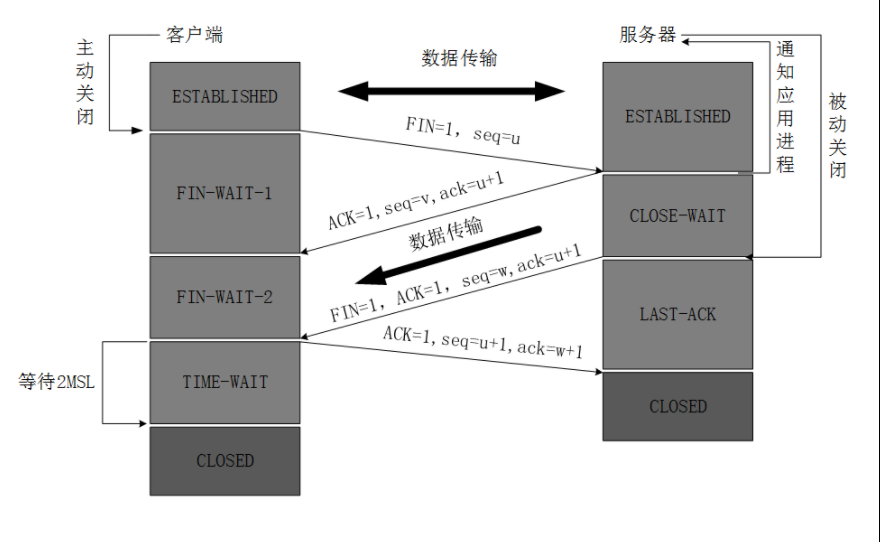 客户端
服务器
主动关闭
数据传输
通知应用进程
被动关闭
ESTABLISHED
ESTABLISHED
FIN=1, seq=u
FIN-WAIT-1
ACK=1,seq=v,ack=u+1
CLOSE-WAIT
数据传输
FIN-WAIT-2
FIN=1, ACK=1, seq=w,ack=u+1
LAST-ACK
ACK=1,seq=u+1,ack=w+1
等待2MSL
TIME-WAIT
CLOSED
CLOSED